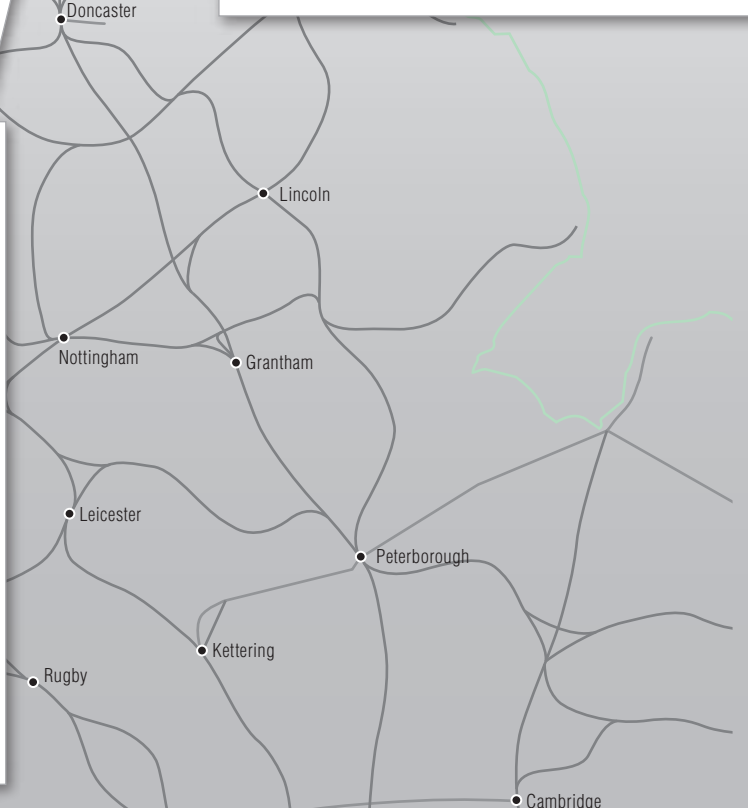 Doncaster
Lincoln
Nottingham
Grantham
Leicester
Peterborough
Kettering
Rugby
Cambridge